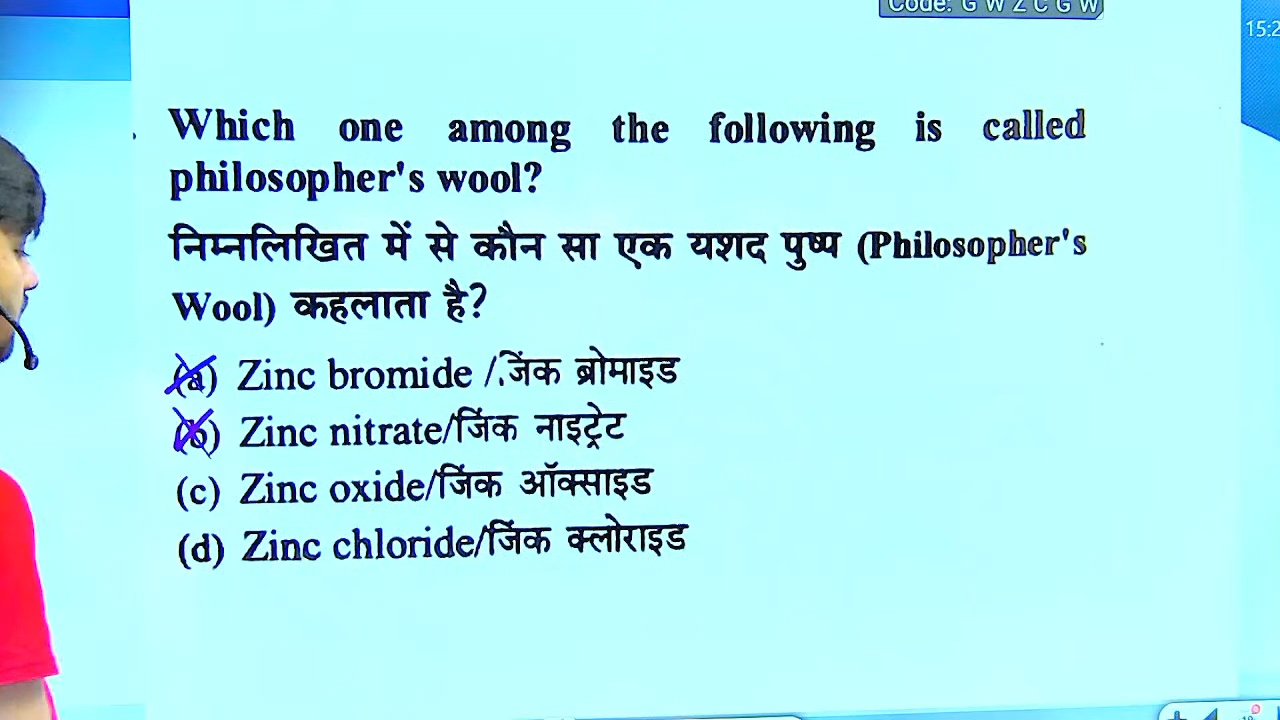 Code: G W Z C G W
15:2
Which one among the following is called
philosopher's wool?
निम्नलिखित में से कौन सा एक यशद पुष्प (Philosopher's
Wool) कहलाता है?
(a) Zinc bromide /जिंक ब्रोमाइड
(b) Zinc nitrate/जिंक नाइट्रेट
(c) Zinc oxide/जिंक ऑक्साइड
(d) Zinc chloride/जिंक क्लोराइड